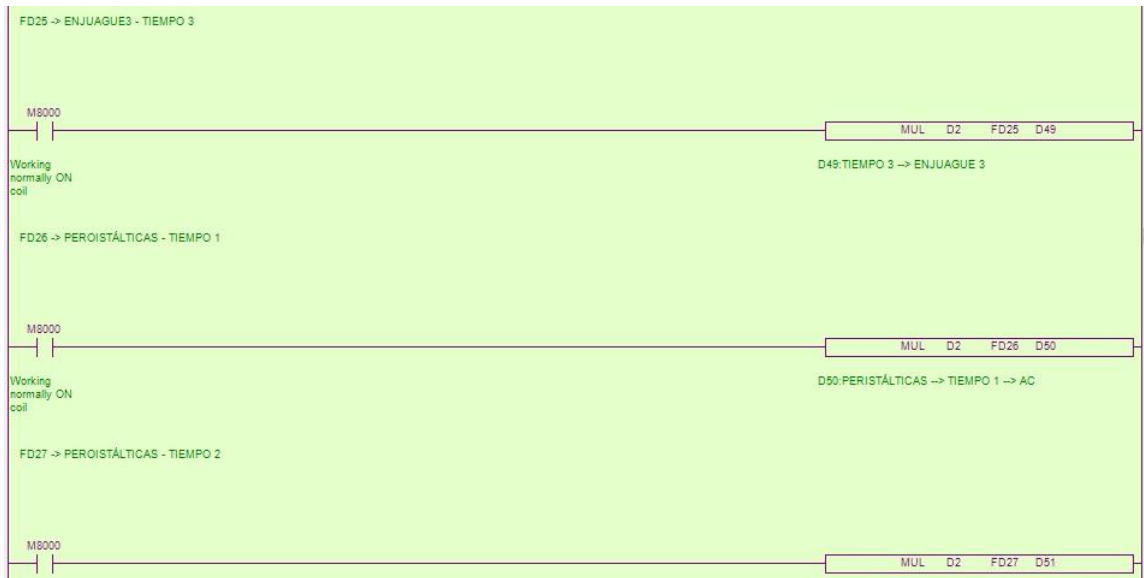 FD25 -> ENJUAGUE3 - TIEMPO 3
M8000
MUL D2 FD25 D49
Working
normally ON
coil
D49:TIEMPO 3 --> ENJUAGUE 3
FD26 -> PEROISTÁLTICAS - TIEMPO 1
M8000
MUL D2 FD26 D50
Working
normally ON
coil
D50:PERISTÁLTICAS --> TIEMPO 1 --> AC
FD27 -> PEROISTÁLTICAS - TIEMPO 2
M8000
MUL D2 FD27 D51